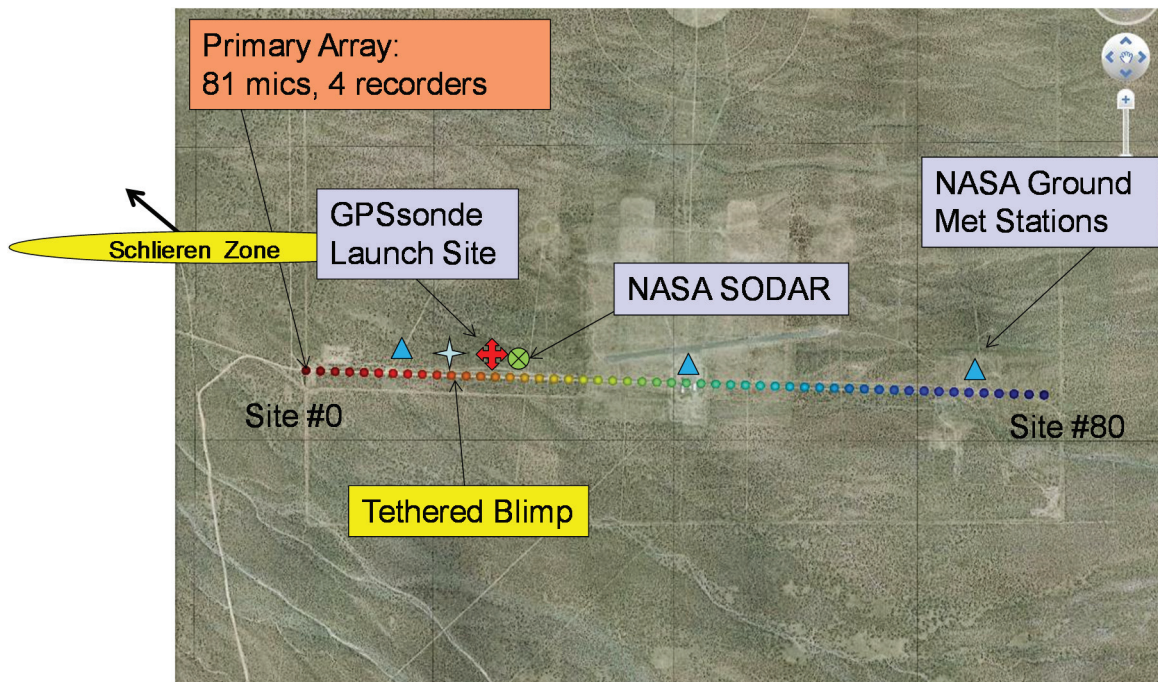 Primary Array:
81 mics, 4 recorders
NASA Ground
Met Stations
GPSsonde
Launch Site
Schlieren Zone
NASA SODAR
Site #0
Site #80
Tethered Blimp